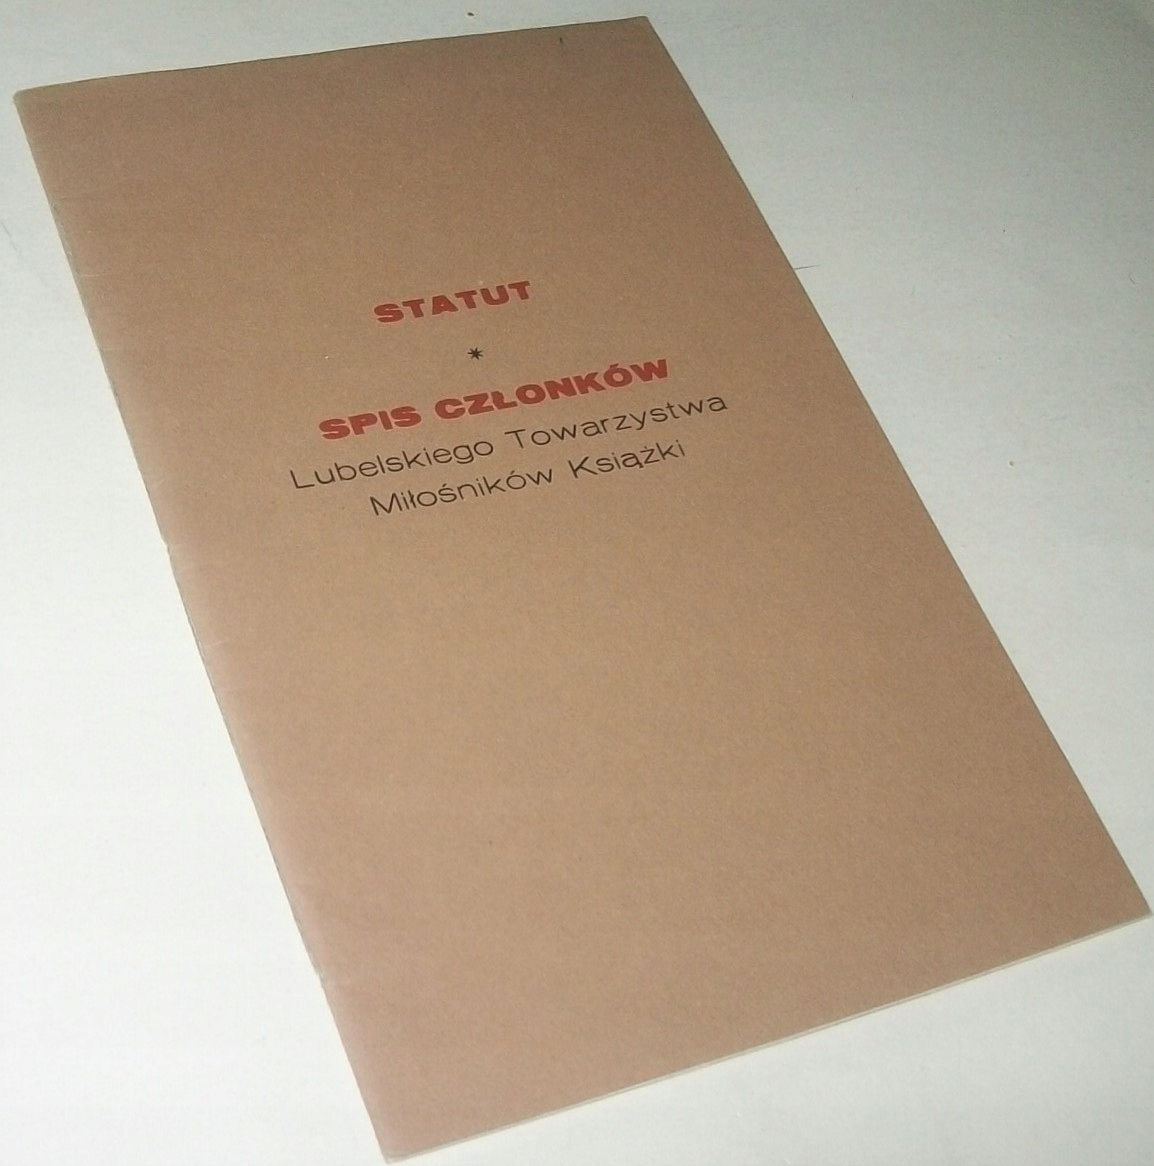 STATUT
*
SPIS CZŁONKÓW
Lubelskiego Towarzystwa
Miłośników Książki